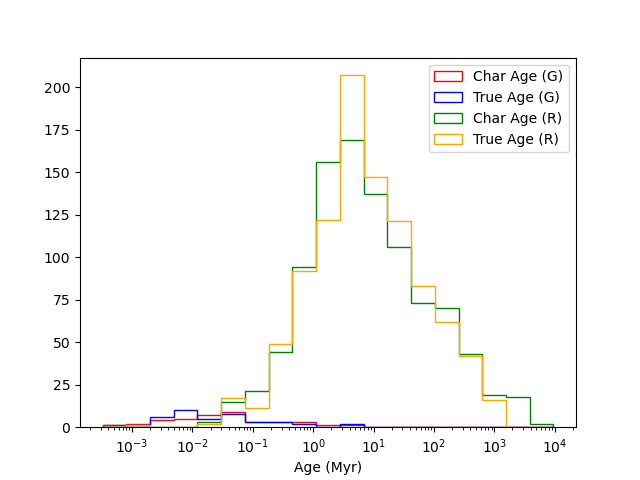 200
175
150
125
100
75
50
25
0
10⁻³ 10⁻² 10⁻¹ 10⁰ 10¹ 10² 10³ 10⁴
Age (Myr)
Char Age (G)
True Age (G)
Char Age (R)
True Age (R)